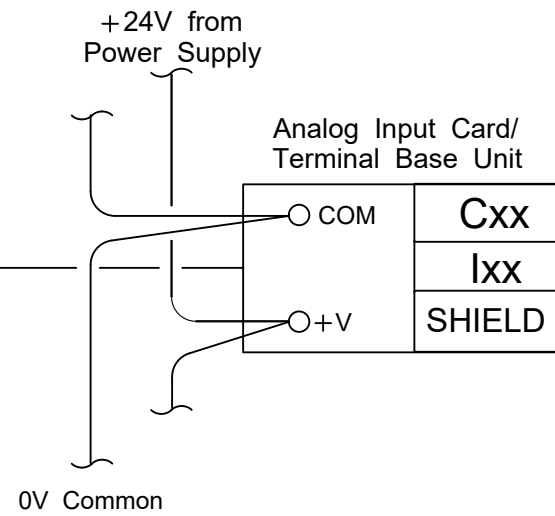 +24V from
Power Supply
Analog Input Card/
Terminal Base Unit
COM
Cxx
Ixx
+V
SHIELD
0V Common